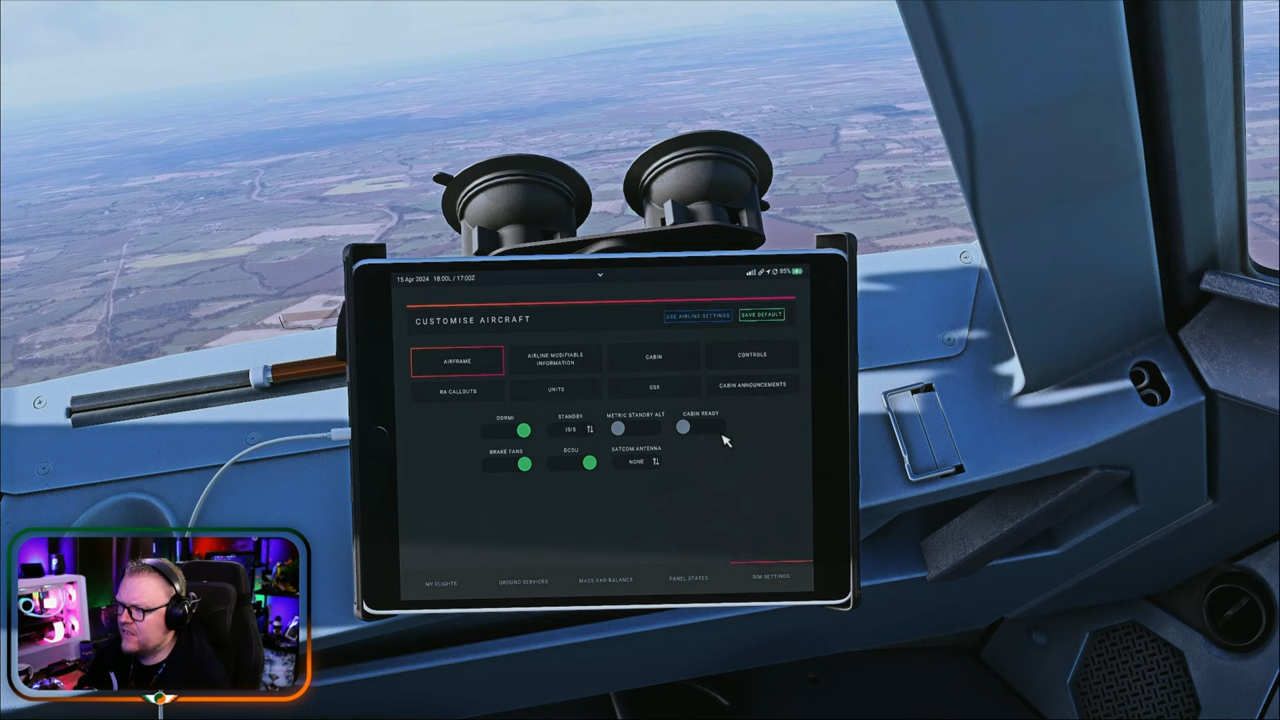 15 Apr 2024 18:00L / 17:00Z
85%
CUSTOMISE AIRCRAFT
USE AIRLINE SETTINGS
SAVE DEFAULT
AIRFRAME
AIRLINE MODIFIABLE
INFORMATION
CABIN
CONTROLS
RA CALLOUTS
UNITS
GSX
CABIN ANNOUNCEMENTS
DDRMI
STANDBY
METRIC STANDBY ALT
CABIN READY
ISIS
BRAKE FANS
DCDU
SATCOM ANTENNA
NONE
MY FLIGHTS
GROUND SERVICES
MASS AND BALANCE
PANEL STATES
SIM SETTINGS